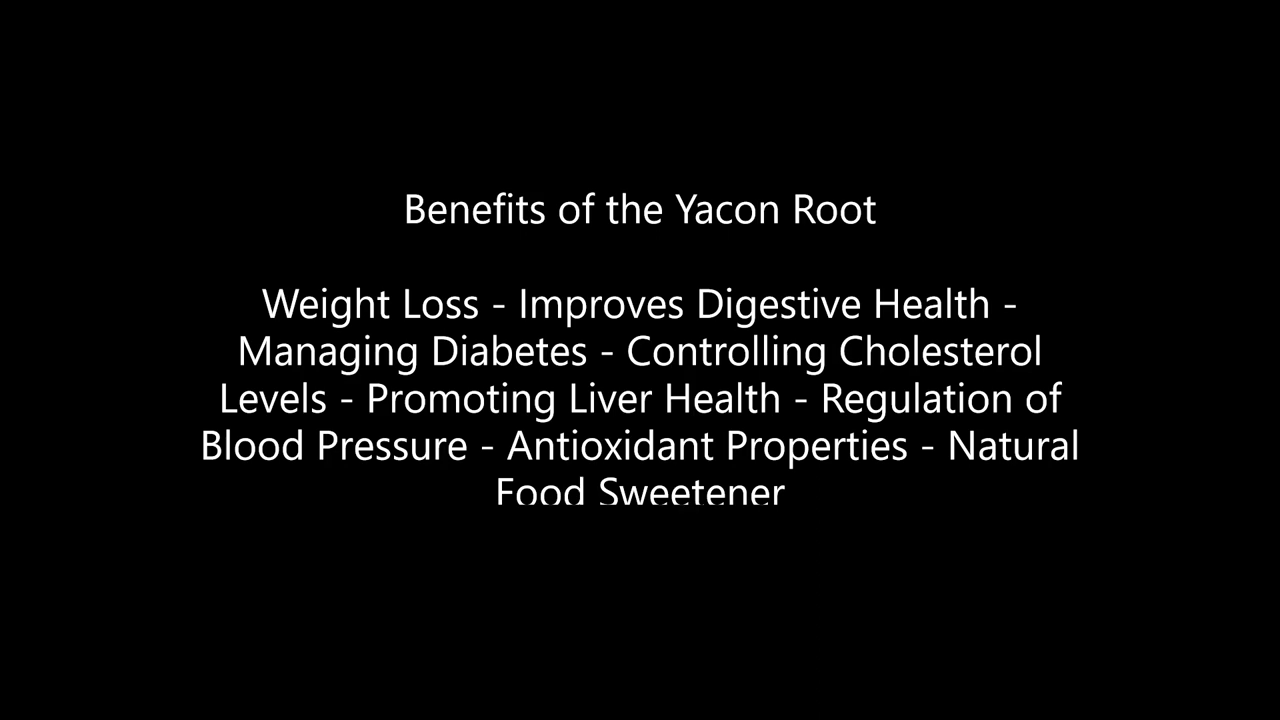 Benefits of the Yacon Root
Weight Loss - Improves Digestive Health -
Managing Diabetes - Controlling Cholesterol
Levels - Promoting Liver Health - Regulation of
Blood Pressure - Antioxidant Properties - Natural
Food Sweetener